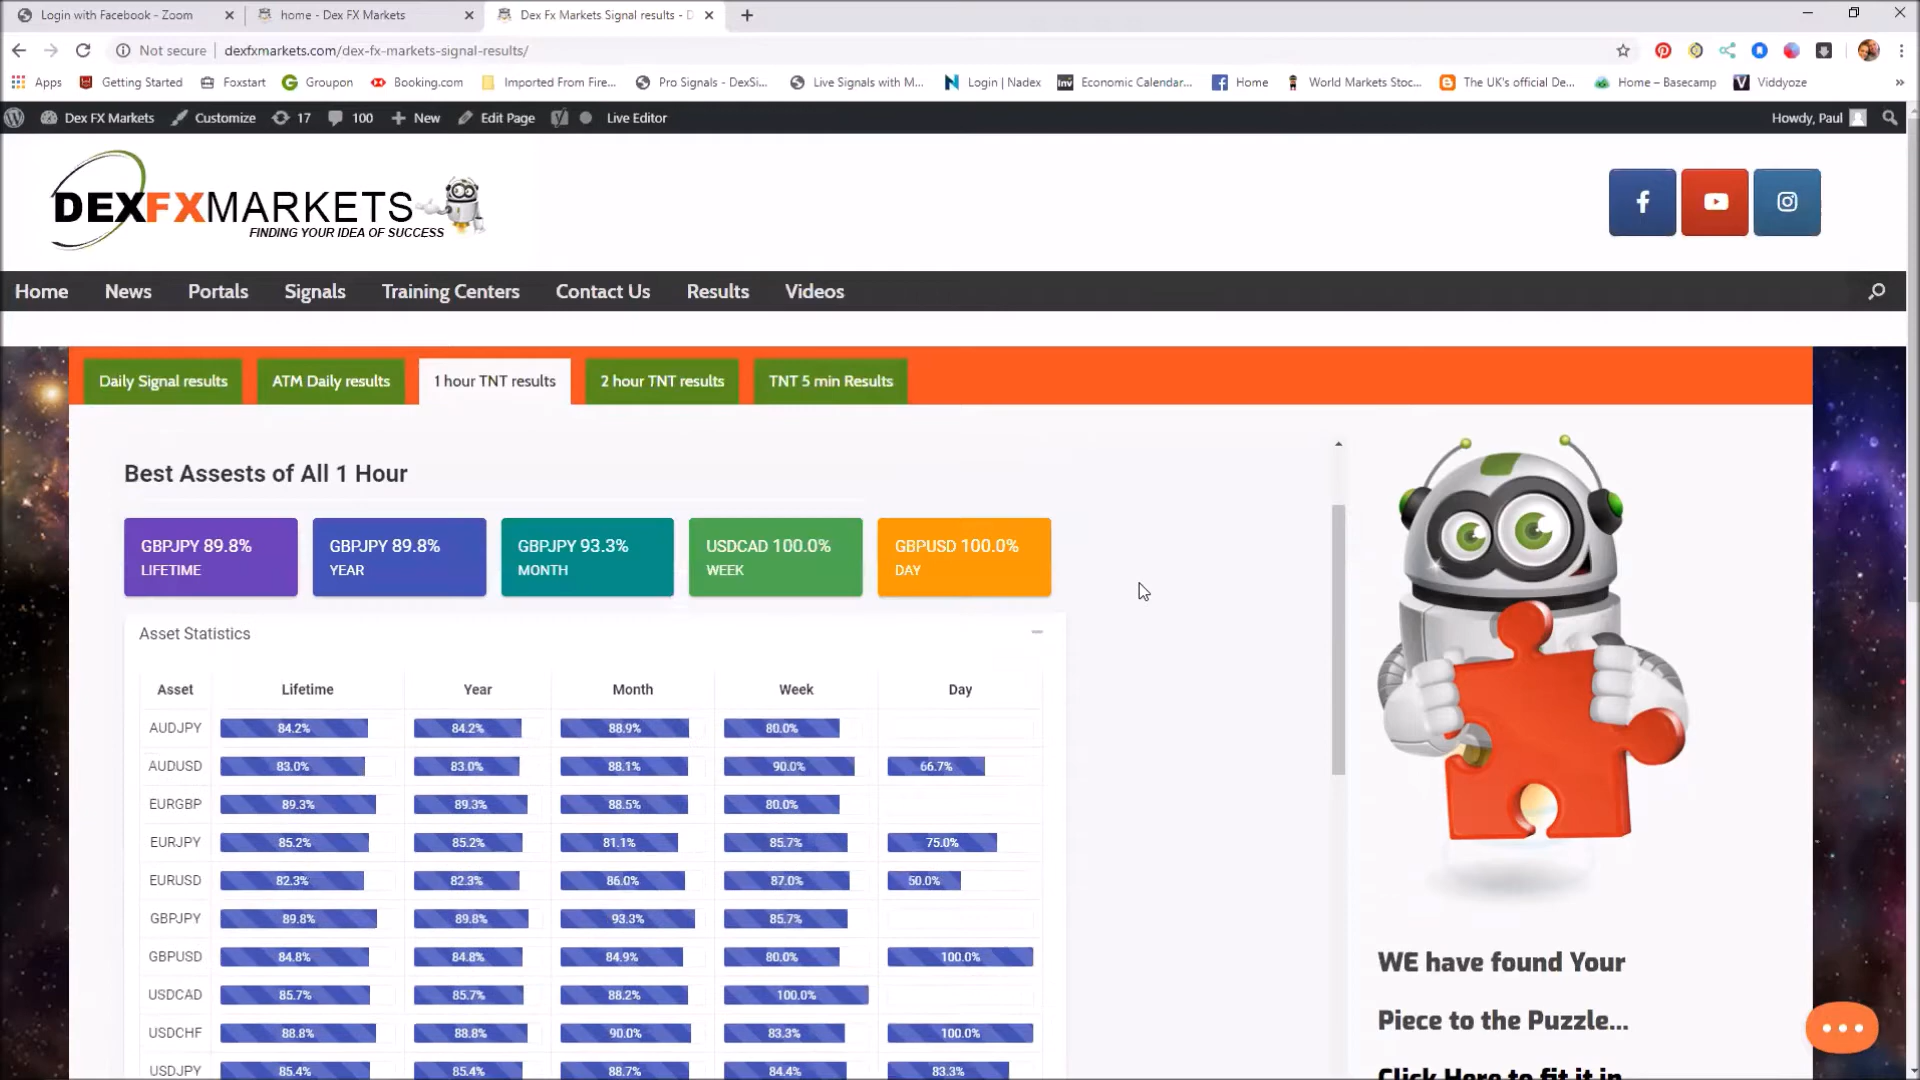 Login with Facebook - Zoom
home - Dex FX Markets
Dex Fx Markets Signal results - D
Not secure | dexfxmarkets.com/dex-fx-markets-signal-results/
Apps Getting Started Foxstart Groupon Booking.com Imported From Fire... Pro Signals - DexSi... Live Signals with M... Login | Nadex Economic Calendar... Home World Markets Stoc... The UK's official De... Home – Basecamp Viddyoze »
Dex FX Markets Customize 17 100 New Edit Page Live Editor Howdy, Paul
DEXFXMARKETS
FINDING YOUR IDEA OF SUCCESS
Home News Portals Signals Training Centers Contact Us Results Videos
Daily Signal results ATM Daily results 1 hour TNT results 2 hour TNT results TNT 5 min Results
Best Assests of All 1 Hour
GBPJPY 89.8% GBPJPY 89.8% GBPJPY 93.3% USDCAD 100.0% GBPUSD 100.0%
LIFETIME YEAR MONTH WEEK DAY
Asset Statistics
Asset Lifetime Year Month Week Day
AUDJPY 84.2% 84.2% 88.9% 80.0%
AUDUSD 83.0% 83.0% 88.1% 90.0% 66.7%
EURGBP 89.3% 89.3% 88.5% 80.0%
EURJPY 85.2% 85.2% 81.1% 85.7% 75.0%
EURUSD 82.3% 82.3% 86.0% 87.0% 50.0%
GBPJPY 89.8% 89.8% 93.3% 85.7%
GBPUSD 84.8% 84.8% 84.9% 80.0% 100.0%
USDCAD 85.7% 85.7% 88.2% 100.0%
USDCHF 88.8% 88.8% 90.0% 83.3% 100.0%
USDJPY 85.4% 85.4% 88.7% 84.4% 83.3%
WE have found Your
Piece to the Puzzle...
Click Here to fit it in